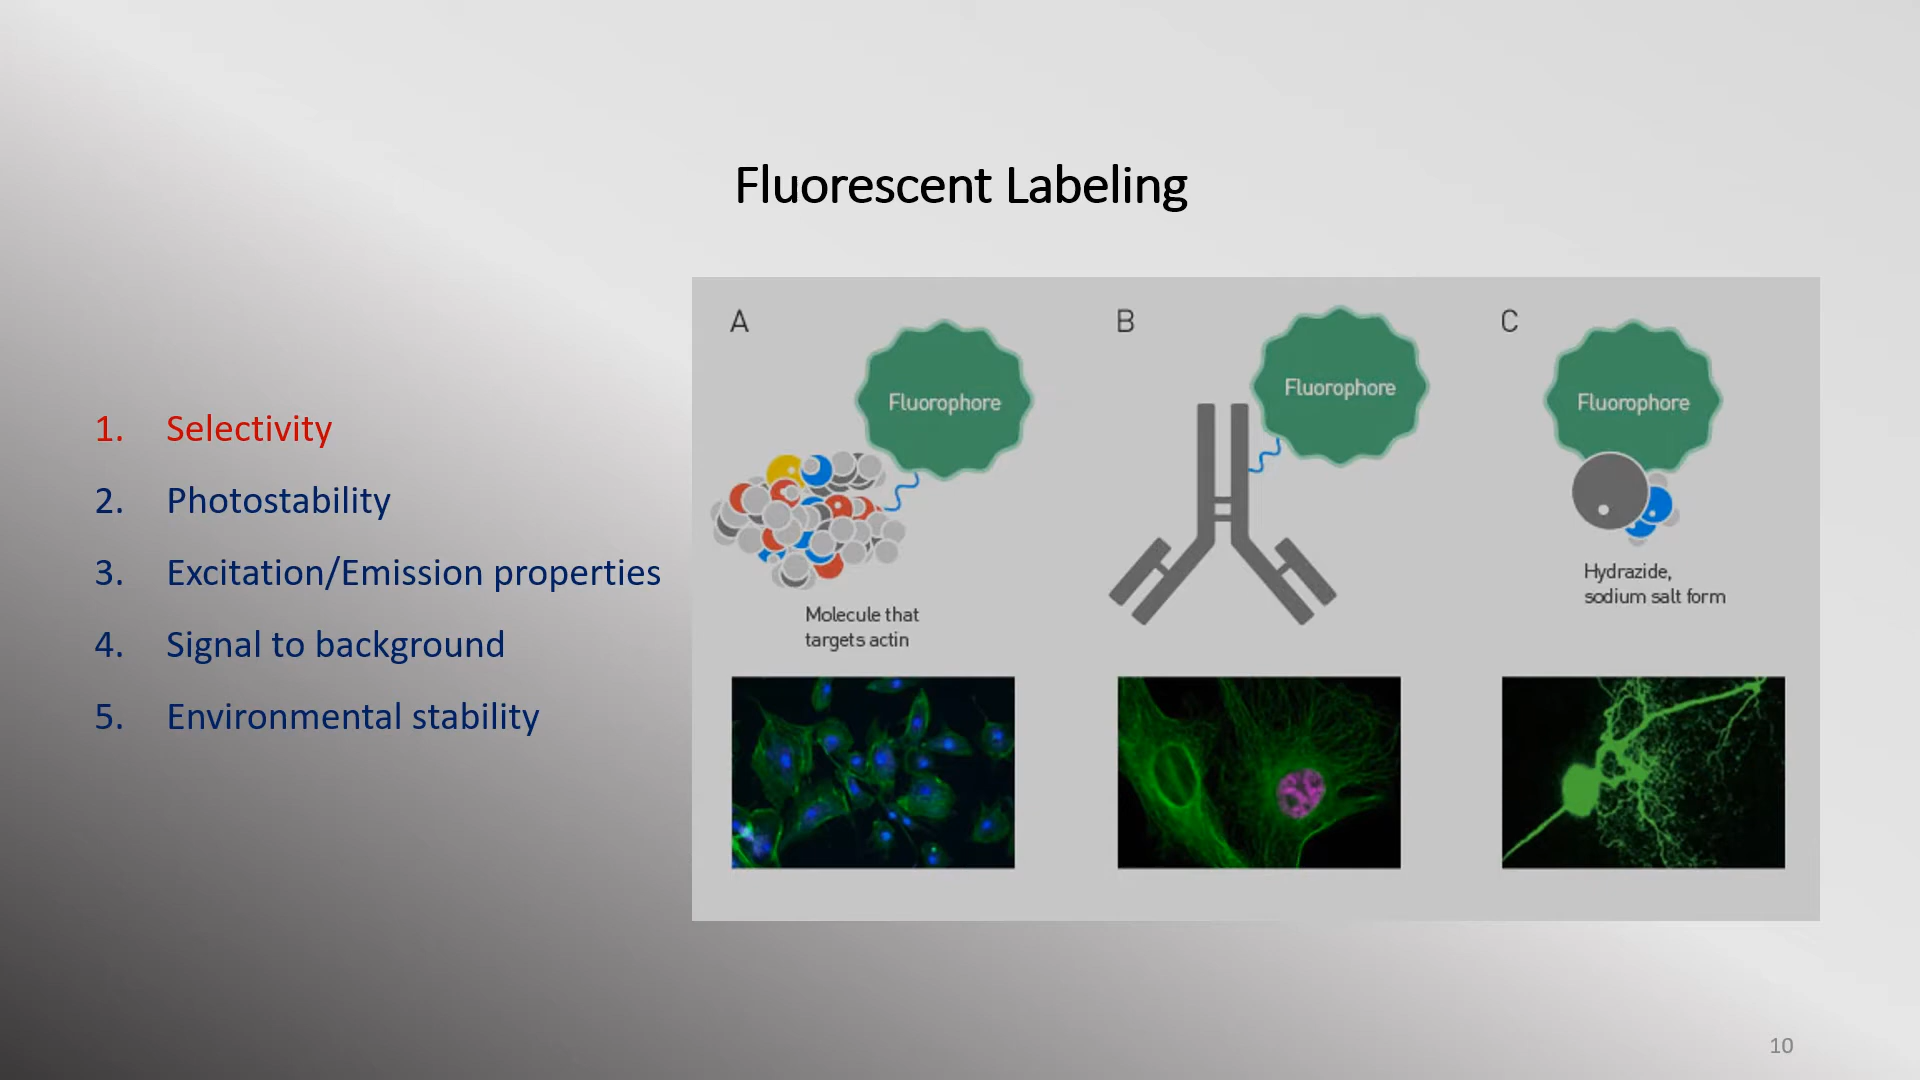 Fluorescent Labeling
1. Selectivity
2. Photostability
3. Excitation/Emission properties
4. Signal to background
5. Environmental stability
A
Fluorophore
Molecule that
targets actin
B
Fluorophore
C
Fluorophore
Hydrazide,
sodium salt form
10